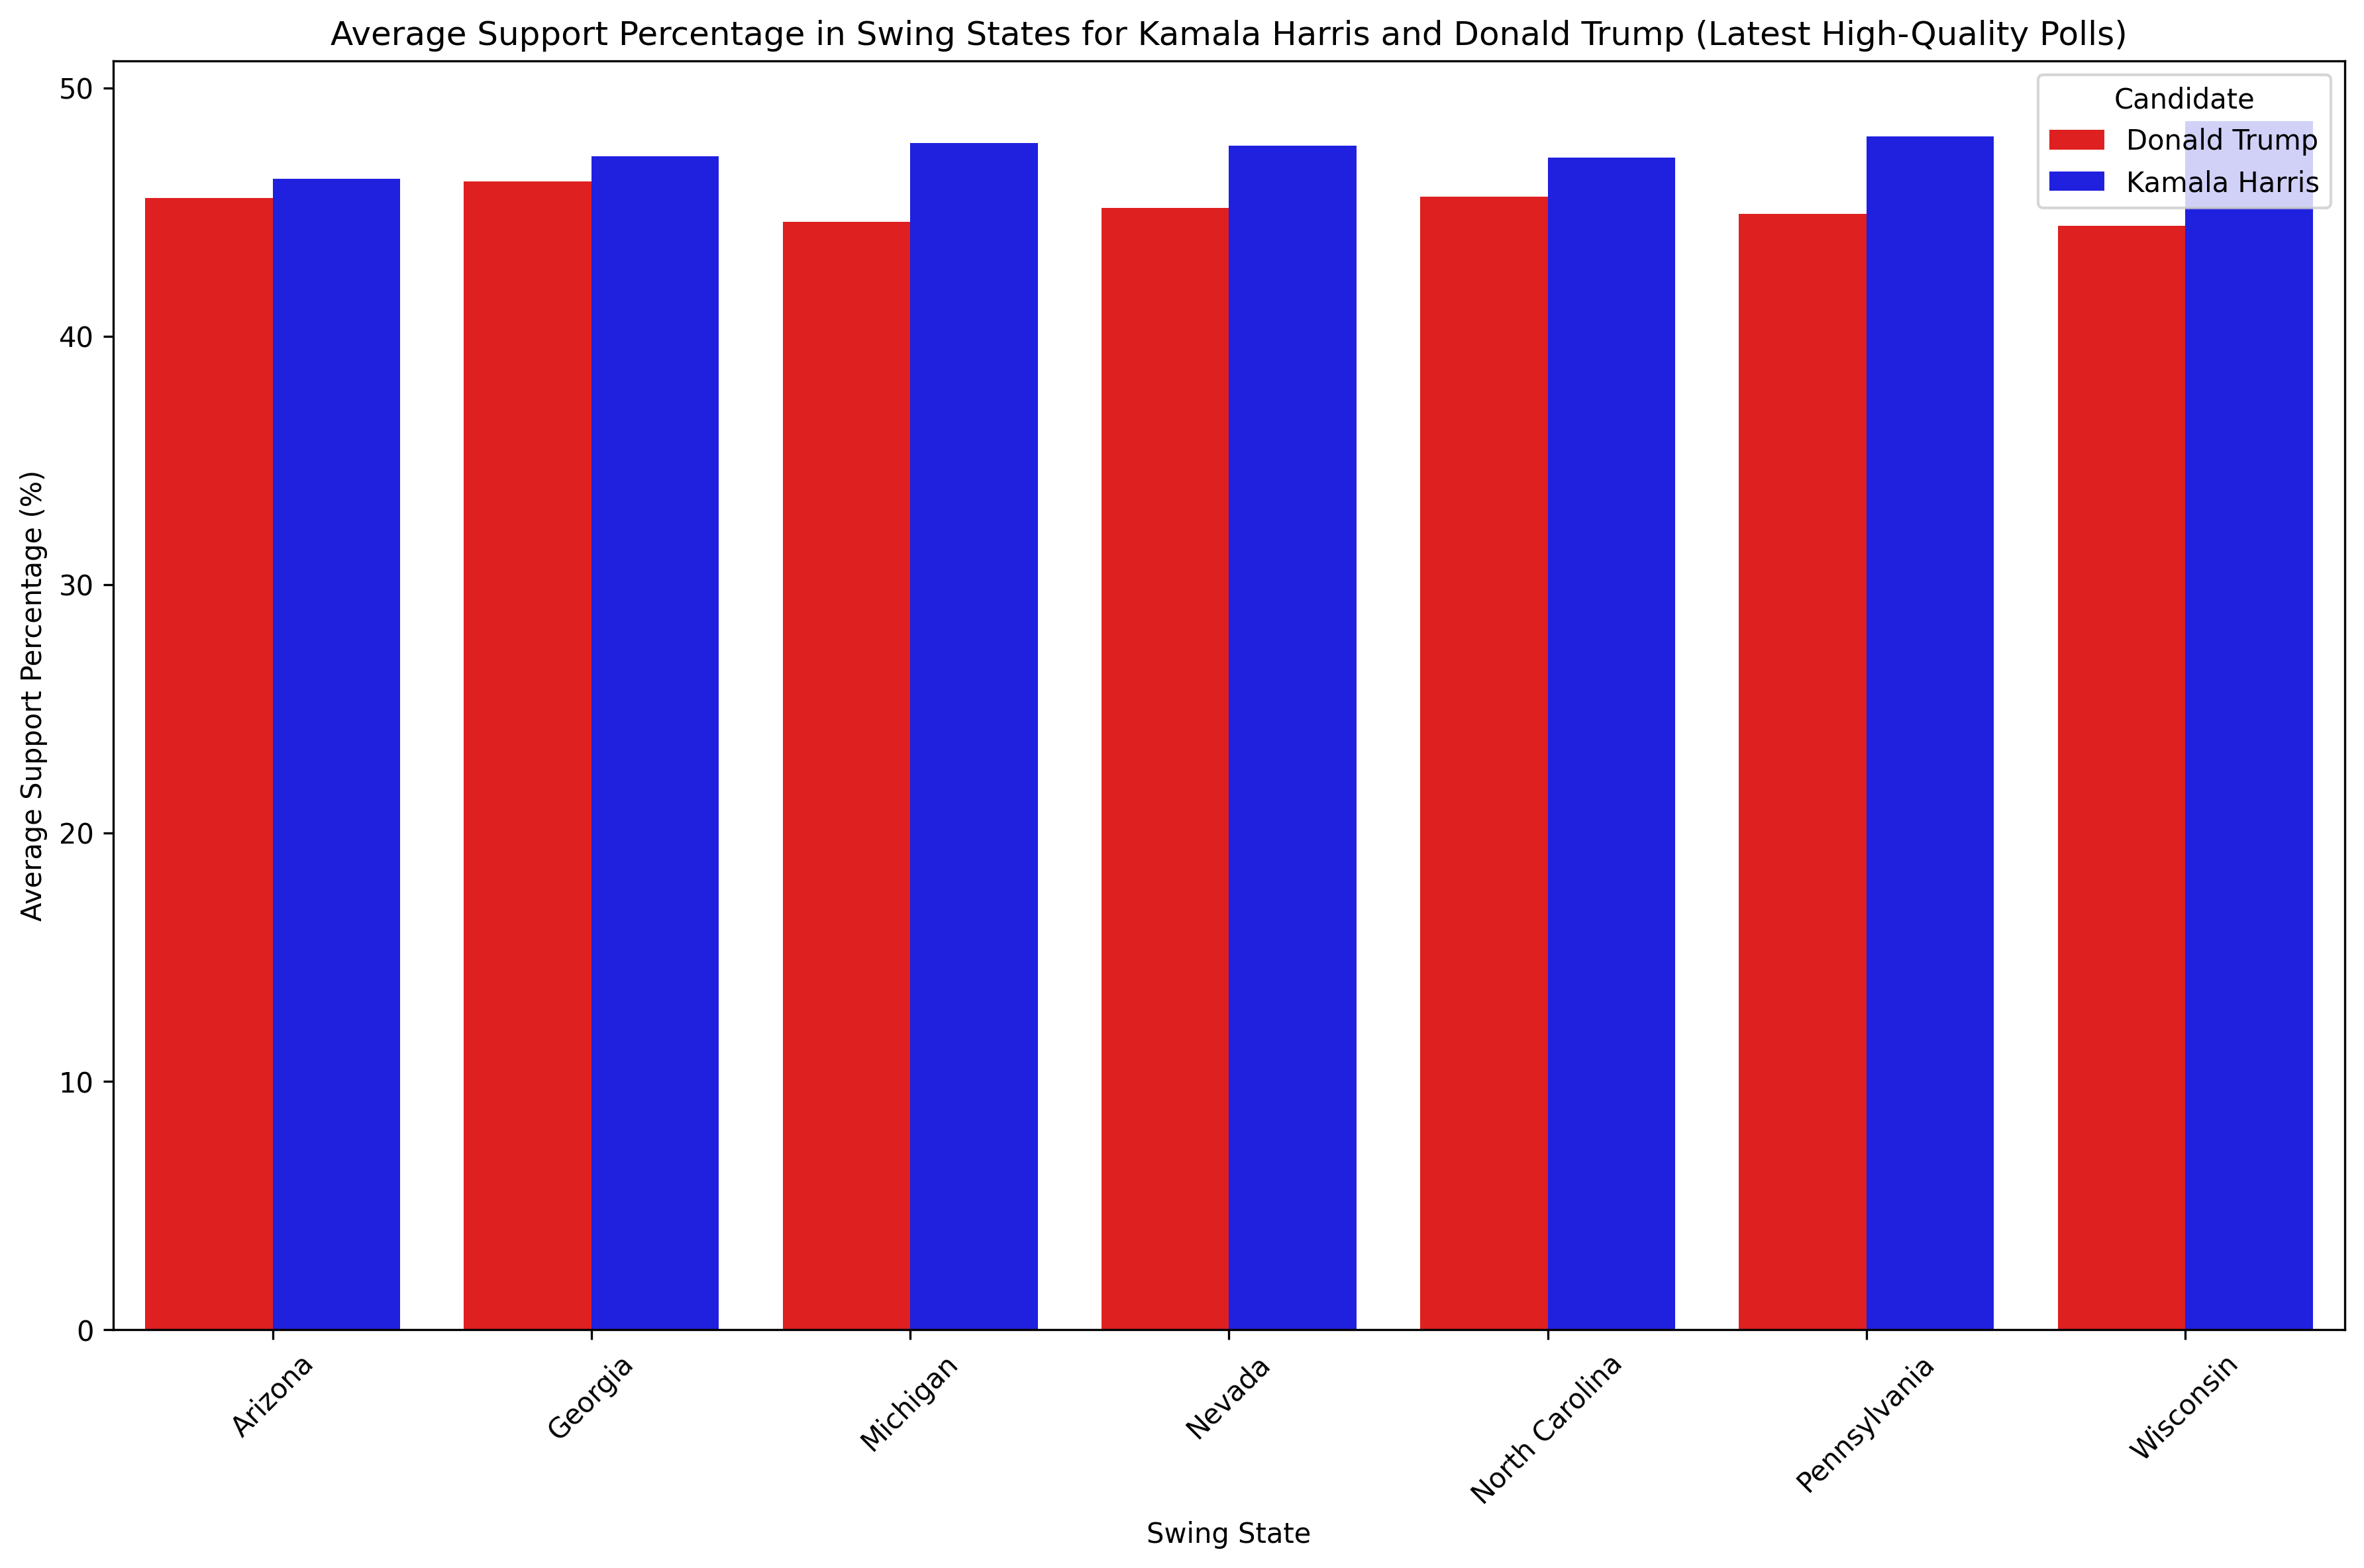 Average Support Percentage in Swing States for Kamala Harris and Donald Trump (Latest High-Quality Polls)
Candidate
Donald Trump
Kamala Harris
Average Support Percentage (%)
50
40
30
20
10
0
Arizona
Georgia
Michigan
Nevada
North Carolina
Pennsylvania
Wisconsin
Swing State